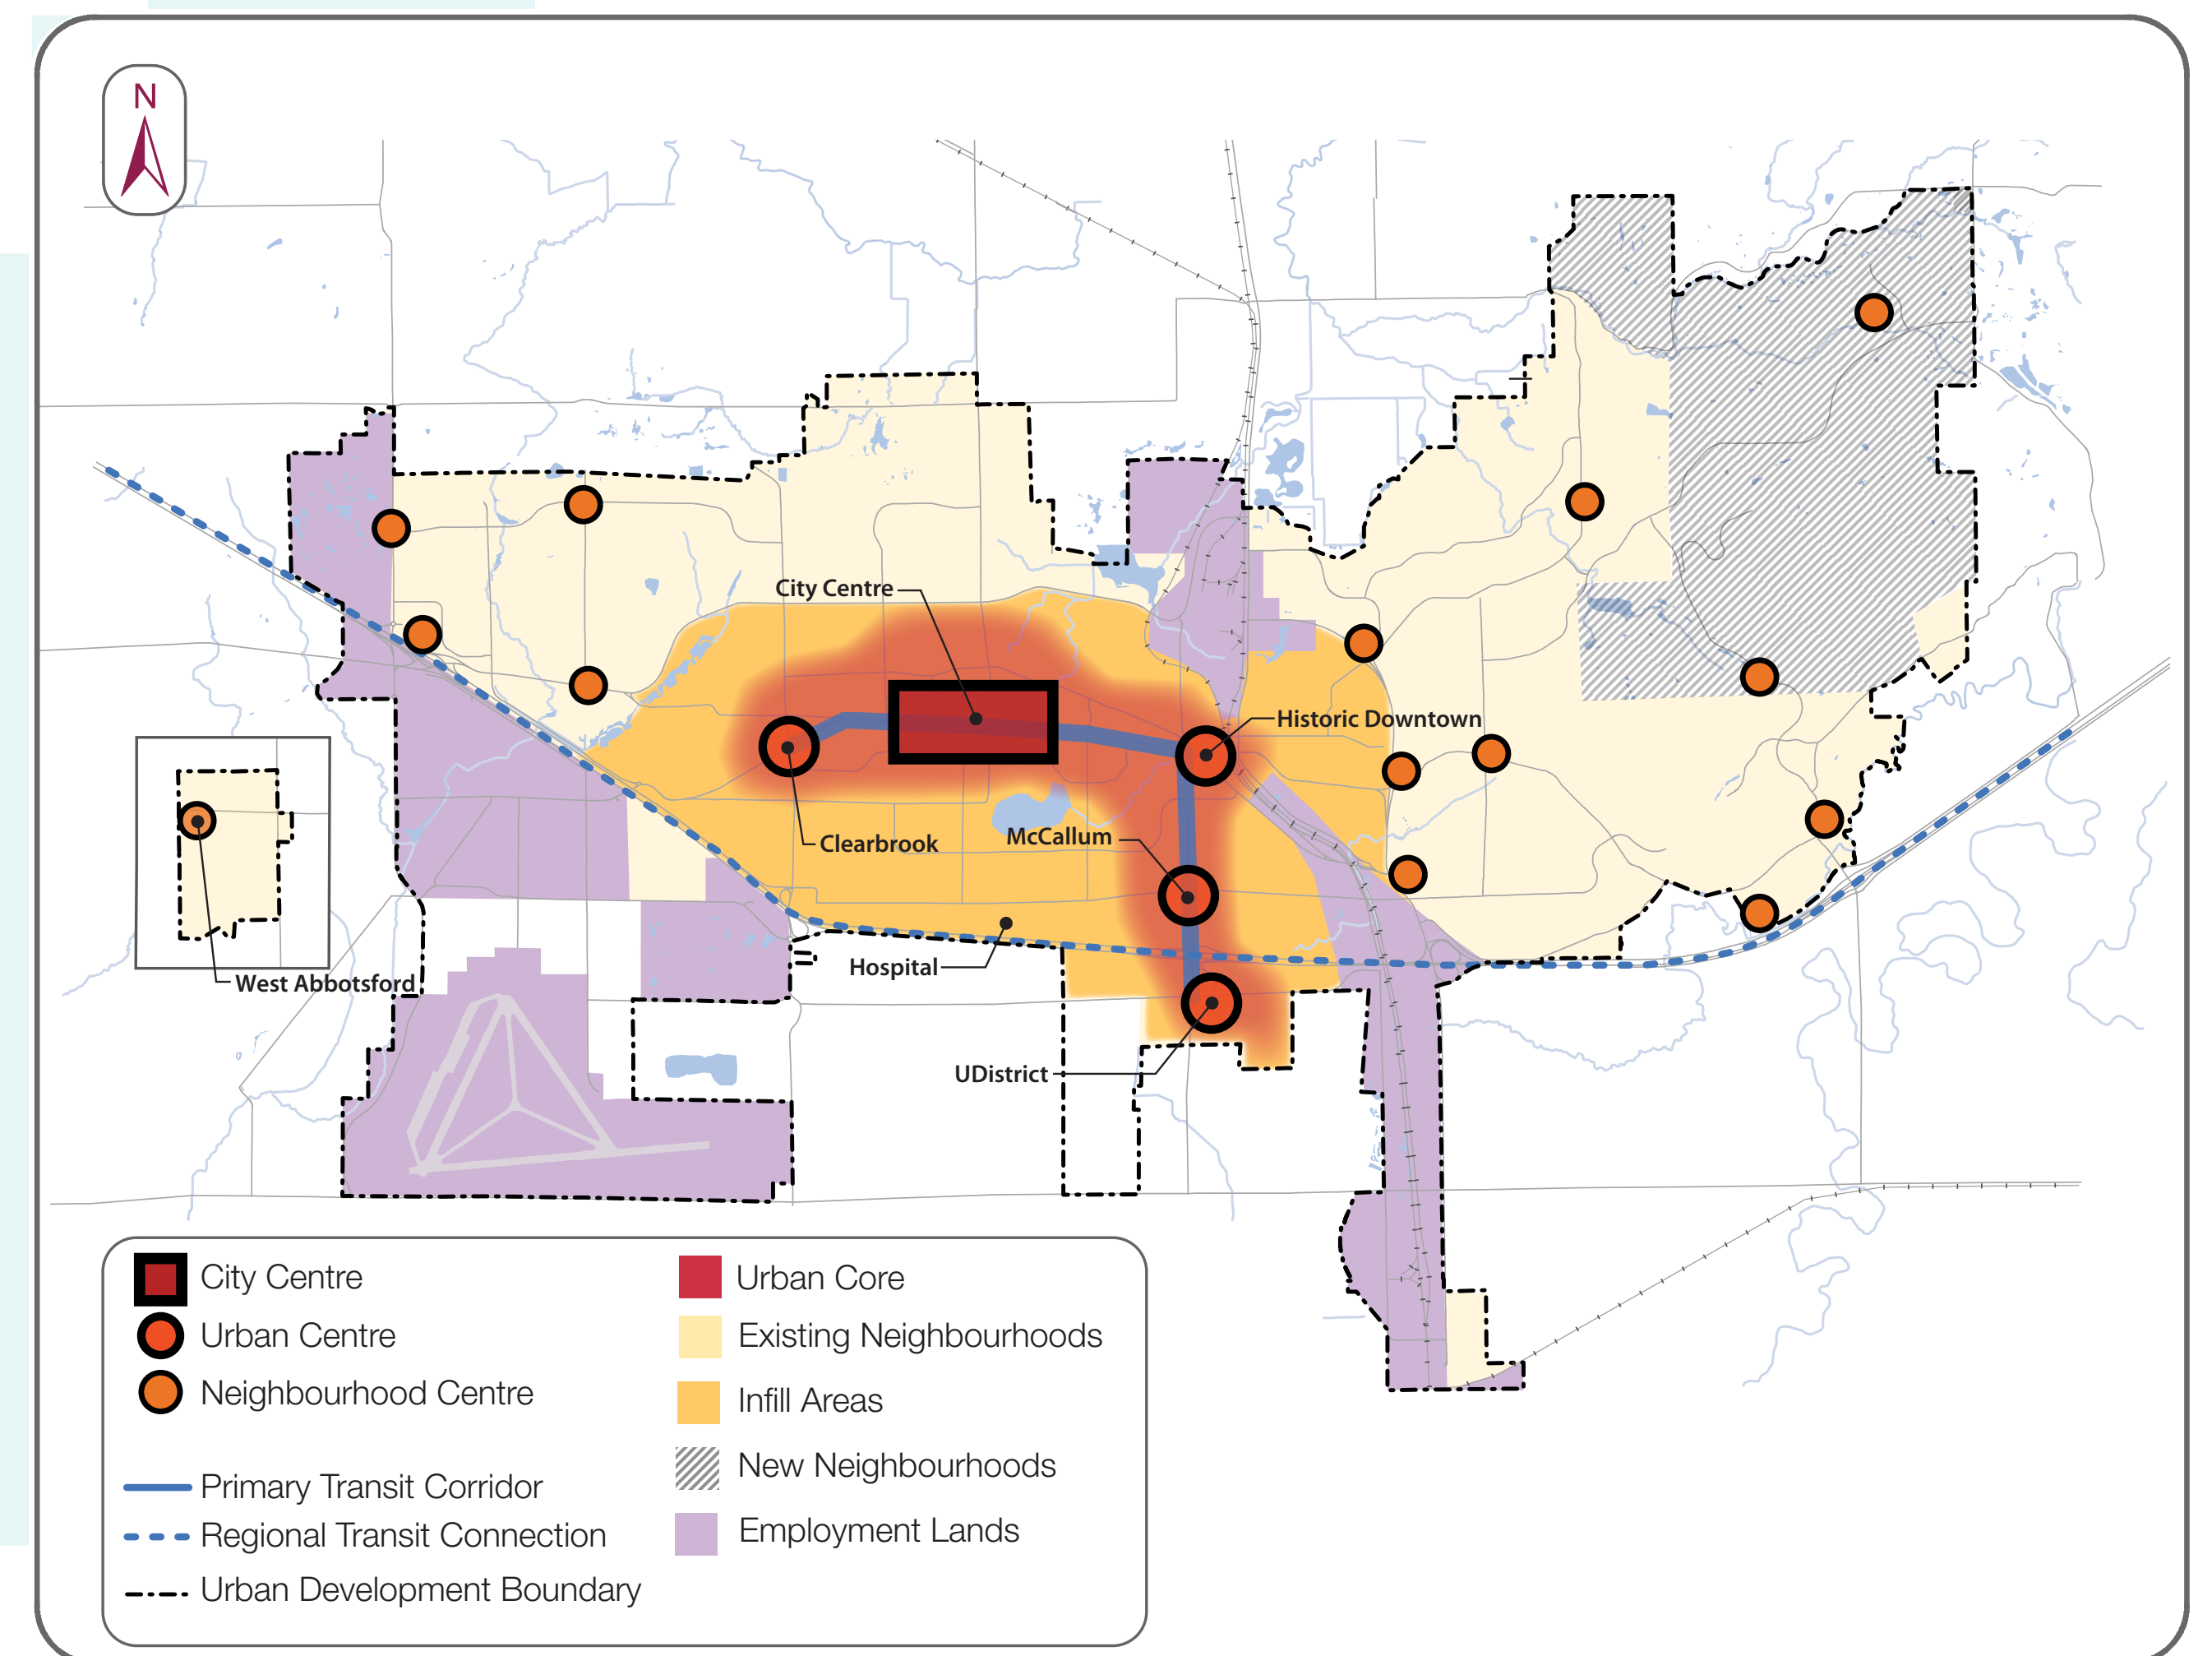 N
City Centre
Historic Downtown
Clearbrook
McCallum
Hospital
West Abbotsford
UDistrict
City Centre
Urban Centre
Neighbourhood Centre
Primary Transit Corridor
Regional Transit Connection
Urban Development Boundary
Urban Core
Existing Neighbourhoods
Infill Areas
New Neighbourhoods
Employment Lands